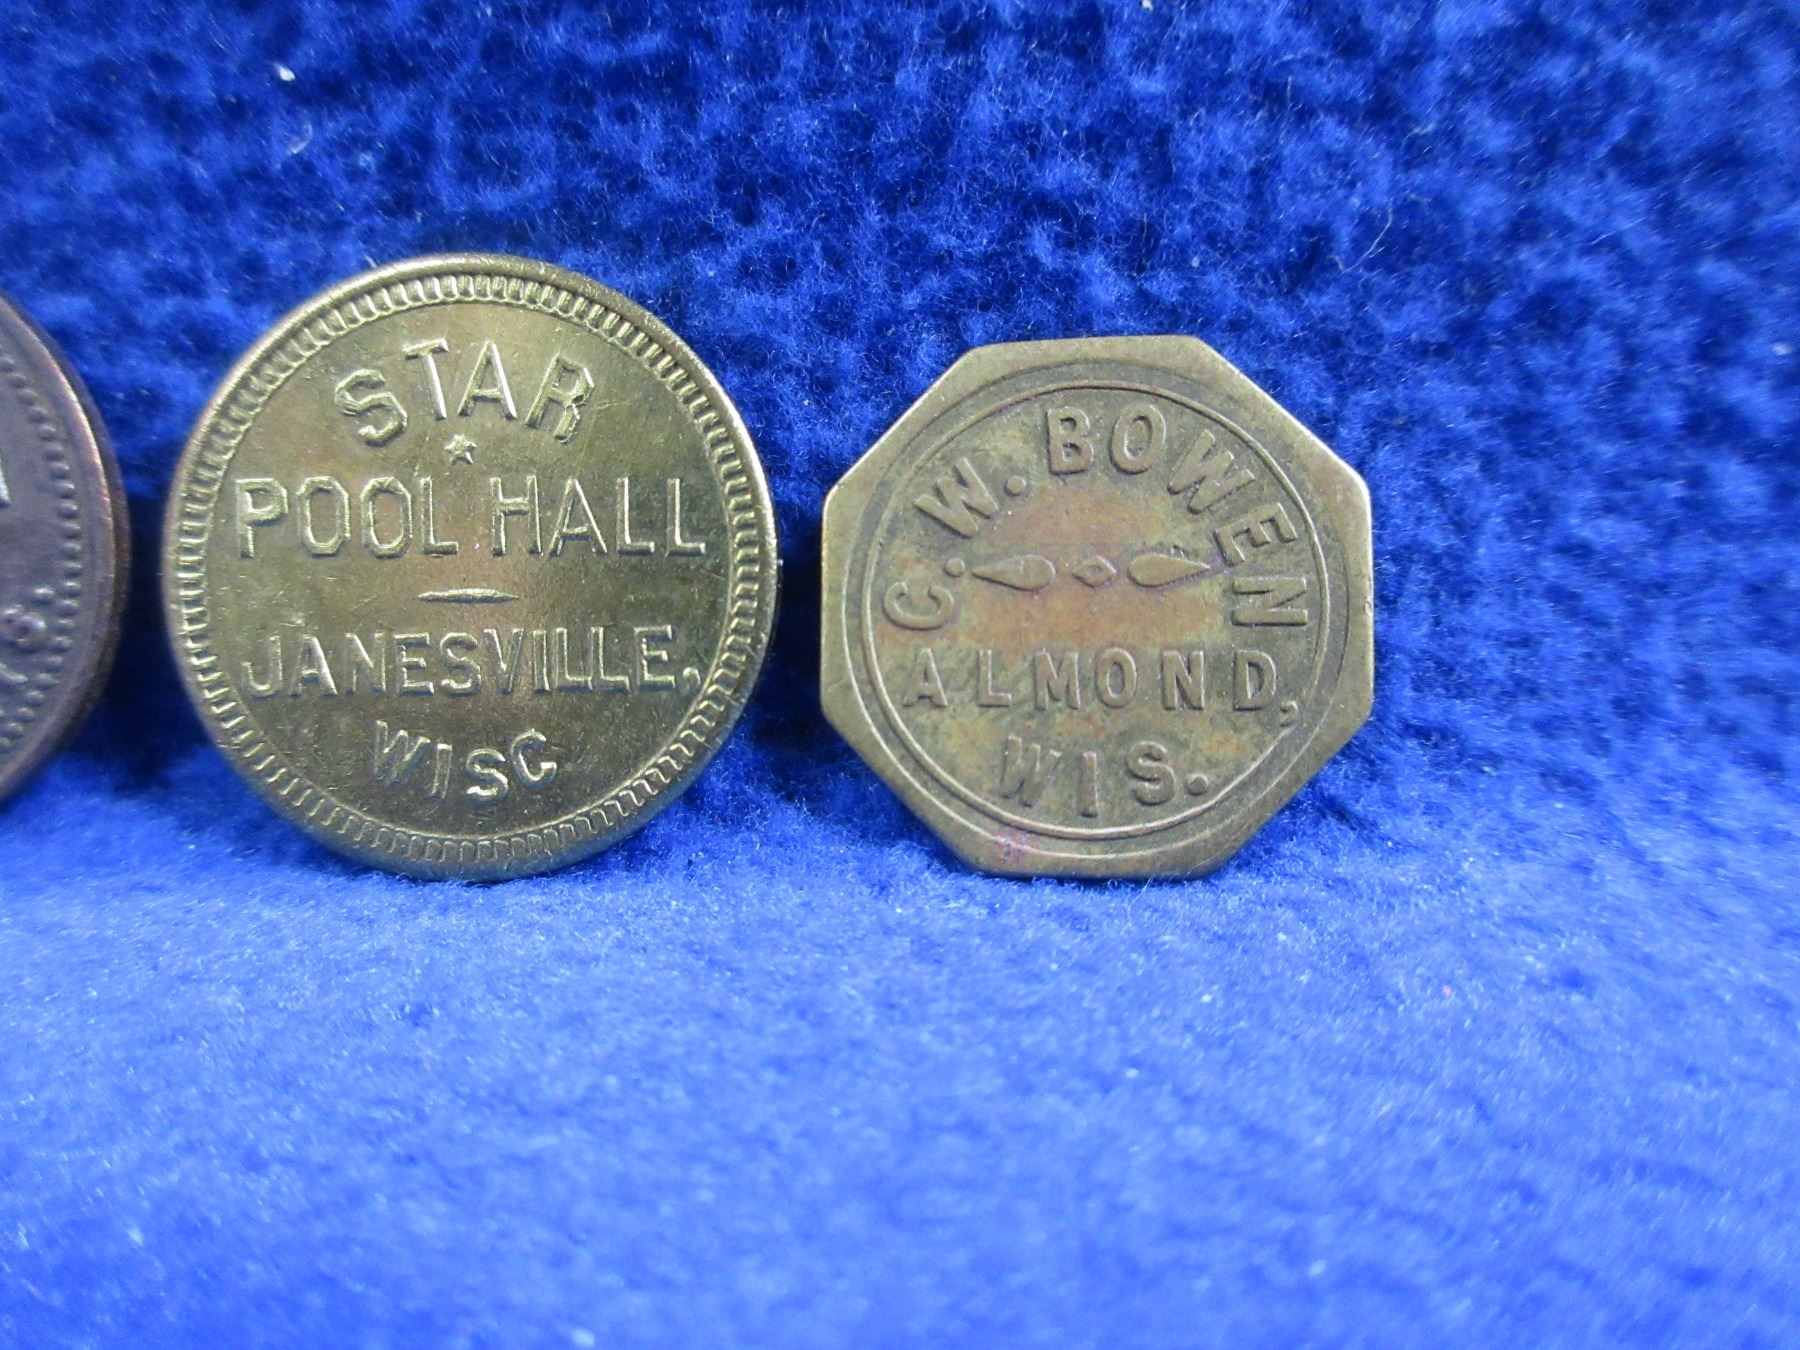 STAR
POOL HALL
JANESVILLE,
WISC
C. W. BOWEN
ALMOND,
WIS.